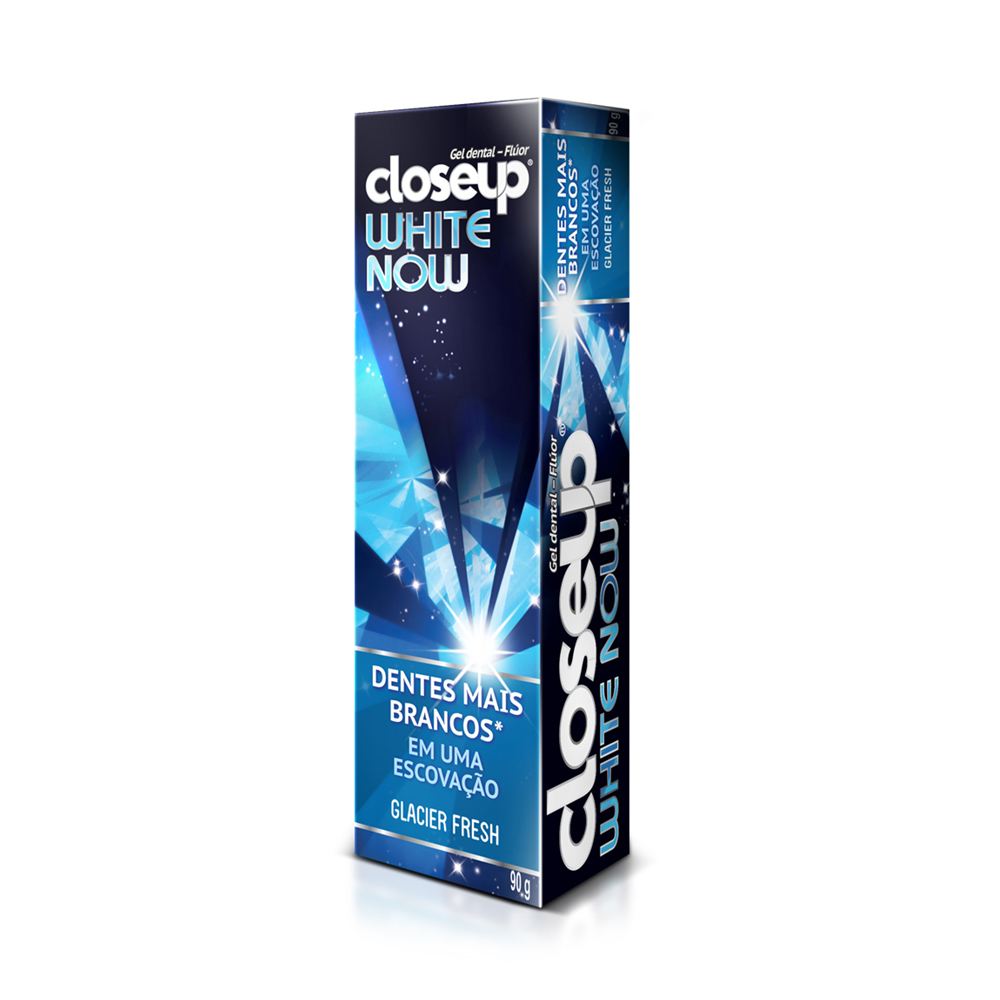 Gel dental – Flúor
closeup®
WHITE
NOW
DENTES MAIS
BRANCOS*
EM UMA
ESCOVAÇÃO
GLACIER FRESH
90 g
90 g
DENTES MAIS
BRANCOS*
EM UMA
ESCOVAÇÃO
GLACIER FRESH
Gel dental – Flúor
closeup®
WHITE NOW